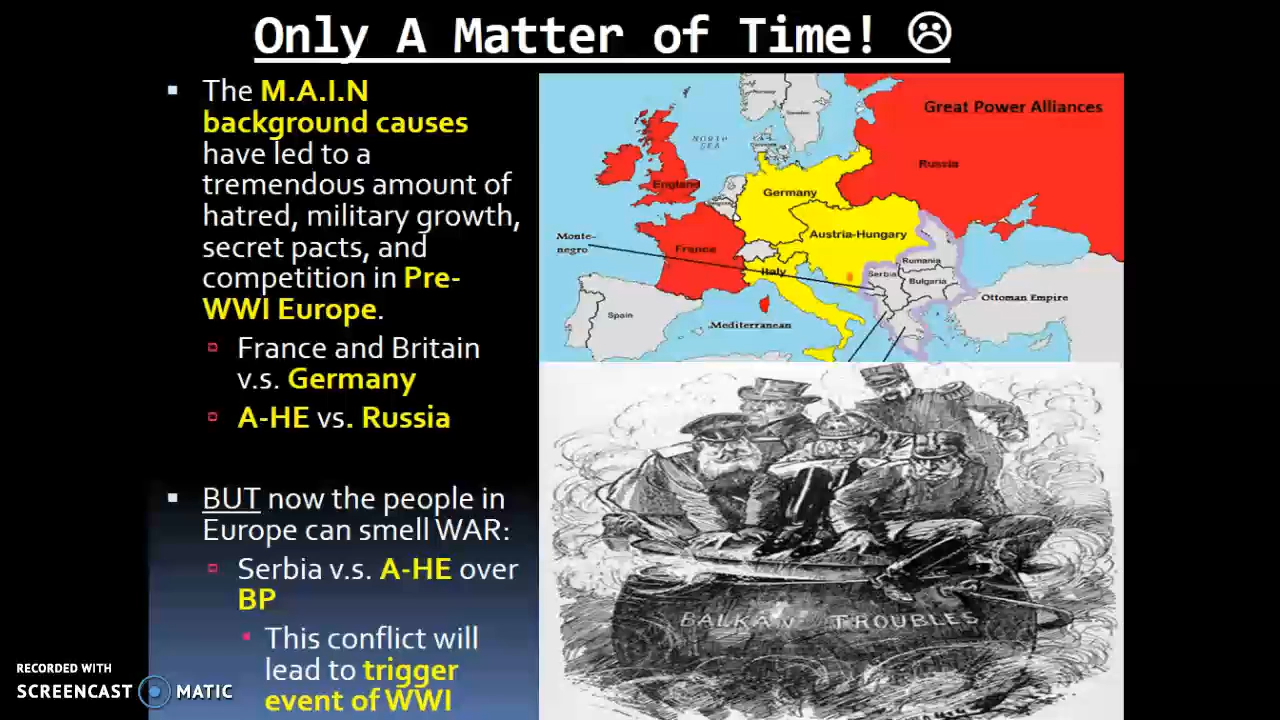 Only A Matter of Time! ☹
▪ The M.A.I.N
background causes
have led to a
tremendous amount of
hatred, military growth,
secret pacts, and
competition in Pre-
WWI Europe.
▫ France and Britain
v.s. Germany
▫ A-HE vs. Russia
▪ BUT now the people in
Europe can smell WAR:
▫ Serbia v.s. A-HE over
BP
▪ This conflict will
lead to trigger
event of WWI
Great Power Alliances
Norway
Sweden
NORTH
SEA
Russia
England
Germany
Austria-Hungary
Monte-
negro
France
Italy
Rumania
Serbia
Bulgaria
Ottoman Empire
Spain
Mediterranean
BALKAN TROUBLES
RECORDED WITH
SCREENCAST MATIC